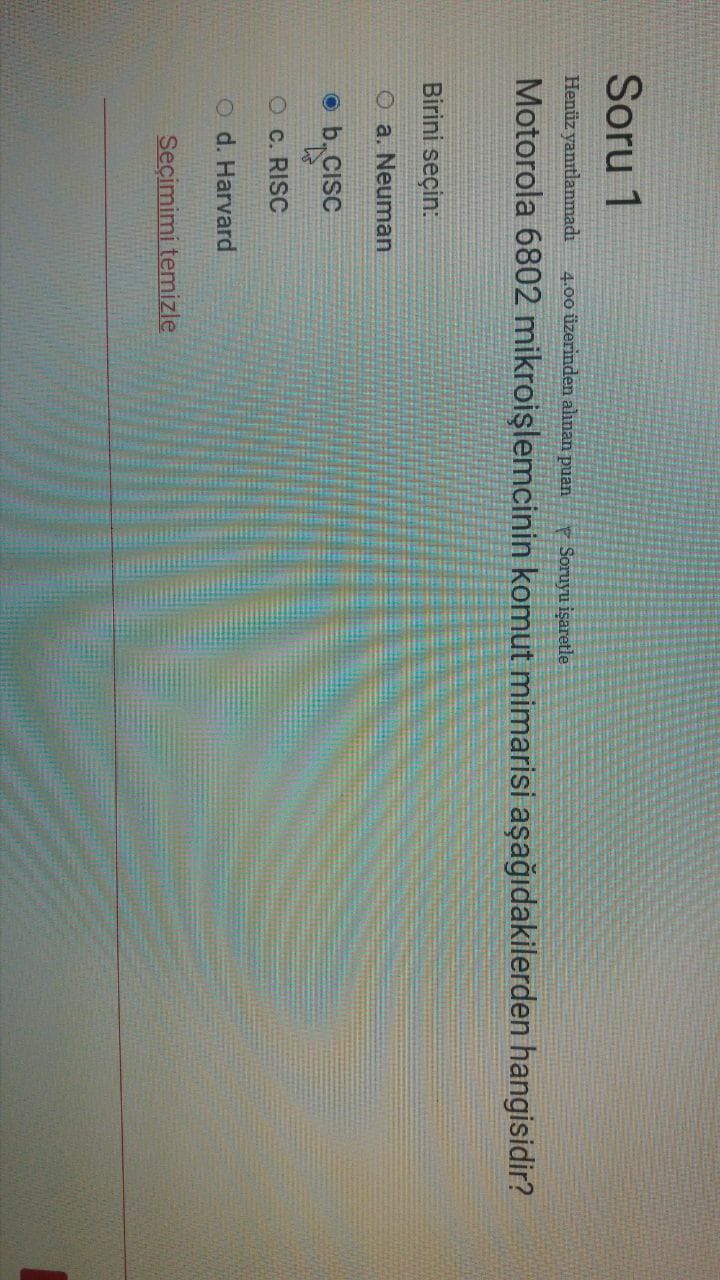 Soru 1
Henüz yanıtlanmadı 4,00 üzerinden alınan puan Soruyu işaretle
Motorola 6802 mikroişlemcinin komut mimarisi aşağıdakilerden hangisidir?
Birini seçin:
a. Neuman
b. CISC
c. RISC
d. Harvard
Seçimimi temizle